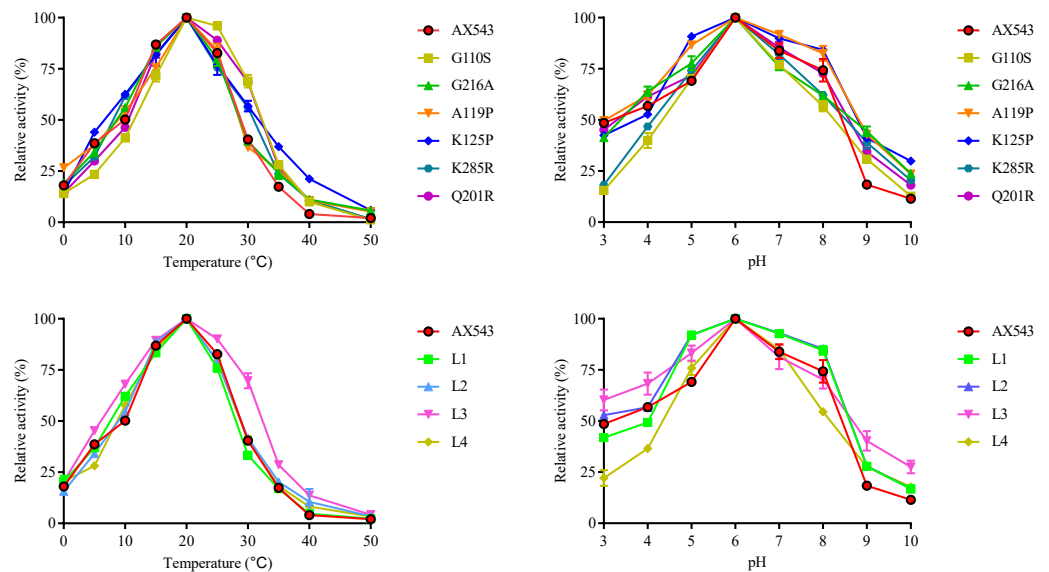 Relative activity (%)
100
75
50
25
0
0 10 20 30 40 50
Temperature (°C)
AX543
G110S
G216A
A119P
K125P
K285R
Q201R
Relative activity (%)
100
75
50
25
0
3 4 5 6 7 8 9 10
pH
AX543
G110S
G216A
A119P
K125P
K285R
Q201R
Relative activity (%)
100
75
50
25
0
0 10 20 30 40 50
Temperature (°C)
AX543
L1
L2
L3
L4
Relative activity (%)
100
75
50
25
0
3 4 5 6 7 8 9 10
pH
AX543
L1
L2
L3
L4